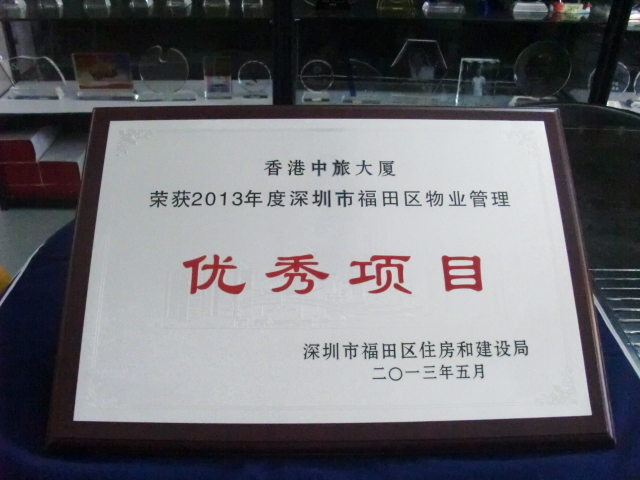 香港中旅大厦
荣获2013年度深圳市福田区物业管理
优秀项目
深圳市福田区住房和建设局
二〇一三年五月